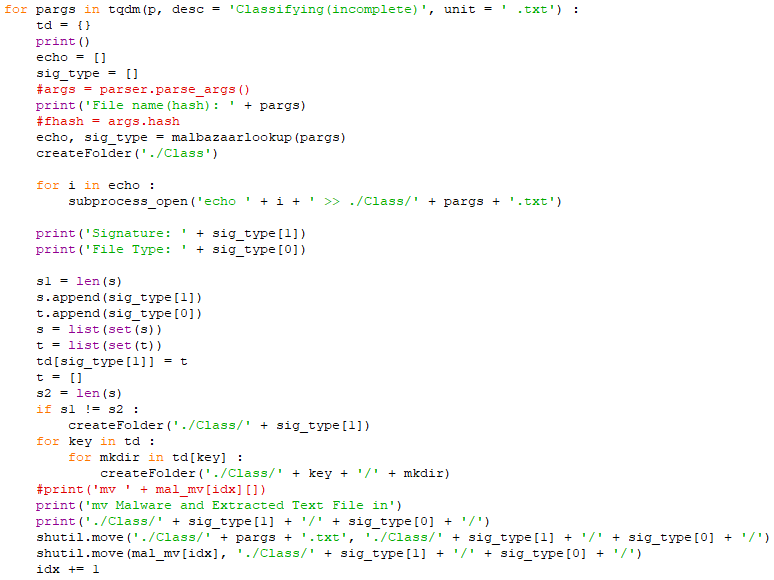 for pargs in tqdm(p, desc = 'Classifying(incomplete)', unit = ' .txt') :
    td = {}
    print()
    echo = []
    sig_type = []
    #args = parser.parse_args()
    print('File name(hash): ' + pargs)
    #fhash = args.hash
    echo, sig_type = malbazaarlookup(pargs)
    createFolder('./Class')

    for i in echo :
        subprocess_open('echo ' + i + ' >> ./Class/' + pargs + '.txt')

    print('Signature: ' + sig_type[1])
    print('File Type: ' + sig_type[0])

    s1 = len(s)
    s.append(sig_type[1])
    t.append(sig_type[0])
    s = list(set(s))
    t = list(set(t))
    td[sig_type[1]] = t
    t = []
    s2 = len(s)
    if s1 != s2 :
        createFolder('./Class/' + sig_type[1])
    for key in td :
        for mkdir in td[key] :
            createFolder('./Class/' + key + '/' + mkdir)
    #print('mv ' + mal_mv[idx][])
    print('mv Malware and Extracted Text File in')
    print('./Class/' + sig_type[1] + '/' + sig_type[0] + '/')
    shutil.move('./Class/' + pargs + '.txt', './Class/' + sig_type[1] + '/' + sig_type[0] + '/')
    shutil.move(mal_mv[idx], './Class/' + sig_type[1] + '/' + sig_type[0] + '/')
    idx += 1